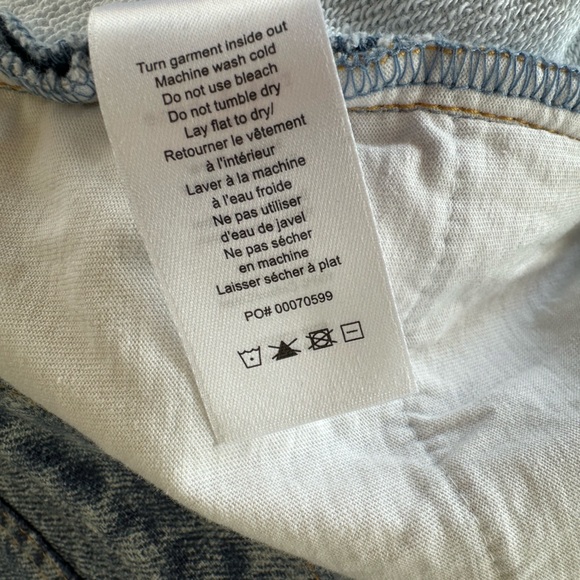 Turn garment inside out
Machine wash cold
Do not use bleach
Do not tumble dry
Lay flat to dry/
Retourner le vêtement
à l'intérieur
Laver à la machine
à l'eau froide
Ne pas utiliser
d'eau de javel
Ne pas sécher
en machine
Laisser sécher à plat
PO# 00070599